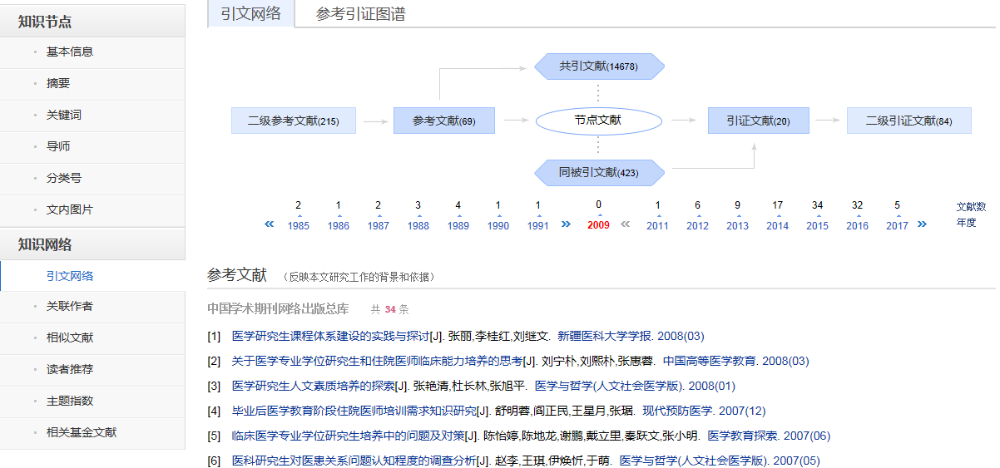 知识节点
基本信息
摘要
关键词
导师
分类号
文内图片
知识网络
引文网络
关联作者
相似文献
读者推荐
主题指数
相关基金文献
引文网络 参考引证图谱
共引文献(14678)
二级参考文献(215) 参考文献(69) 节点文献 引证文献(20) 二级引证文献(84)
同被引文献(423)
2 1 2 3 4 1 1 0 1 6 9 17 34 32 5 文献数
« 1985 1986 1987 1988 1989 1990 1991 » 2009 « 2011 2012 2013 2014 2015 2016 2017 » 年度
参考文献 （反映本文研究工作的背景和依据）
中国学术期刊网络出版总库 共 34 条
[1] 医学研究生课程体系建设的实践与探讨[J]. 张丽,李桂红,刘继文. 新疆医科大学学报. 2008(03)
[2] 关于医学专业学位研究生和住院医师临床能力培养的思考[J]. 刘宁朴,刘熙朴,张惠蓉. 中国高等医学教育. 2008(03)
[3] 医学研究生人文素质培养的探索[J]. 张艳清,杜长林,张旭平. 医学与哲学(人文社会医学版). 2008(01)
[4] 毕业后医学教育阶段住院医师培训需求知识研究[J]. 舒明蓉,阎正民,王星月,张琚. 现代预防医学. 2007(12)
[5] 临床医学专业学位研究生培养中的问题及对策[J]. 陈怡婷,陈地龙,谢鹏,戴立里,秦跃文,张小明. 医学教育探索. 2007(06)
[6] 医科研究生对医患关系问题认知程度的调查分析[J]. 赵李,王琪,伊焕忻,于萌. 医学与哲学(人文社会医学版). 2007(05)